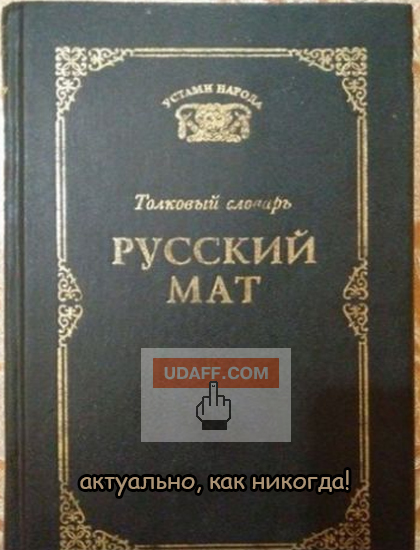 УСТАМИ НАРОДА
Толковый словарь
РУССКИЙ
МАТ
UDAFF.COM
актуально, как никогда!